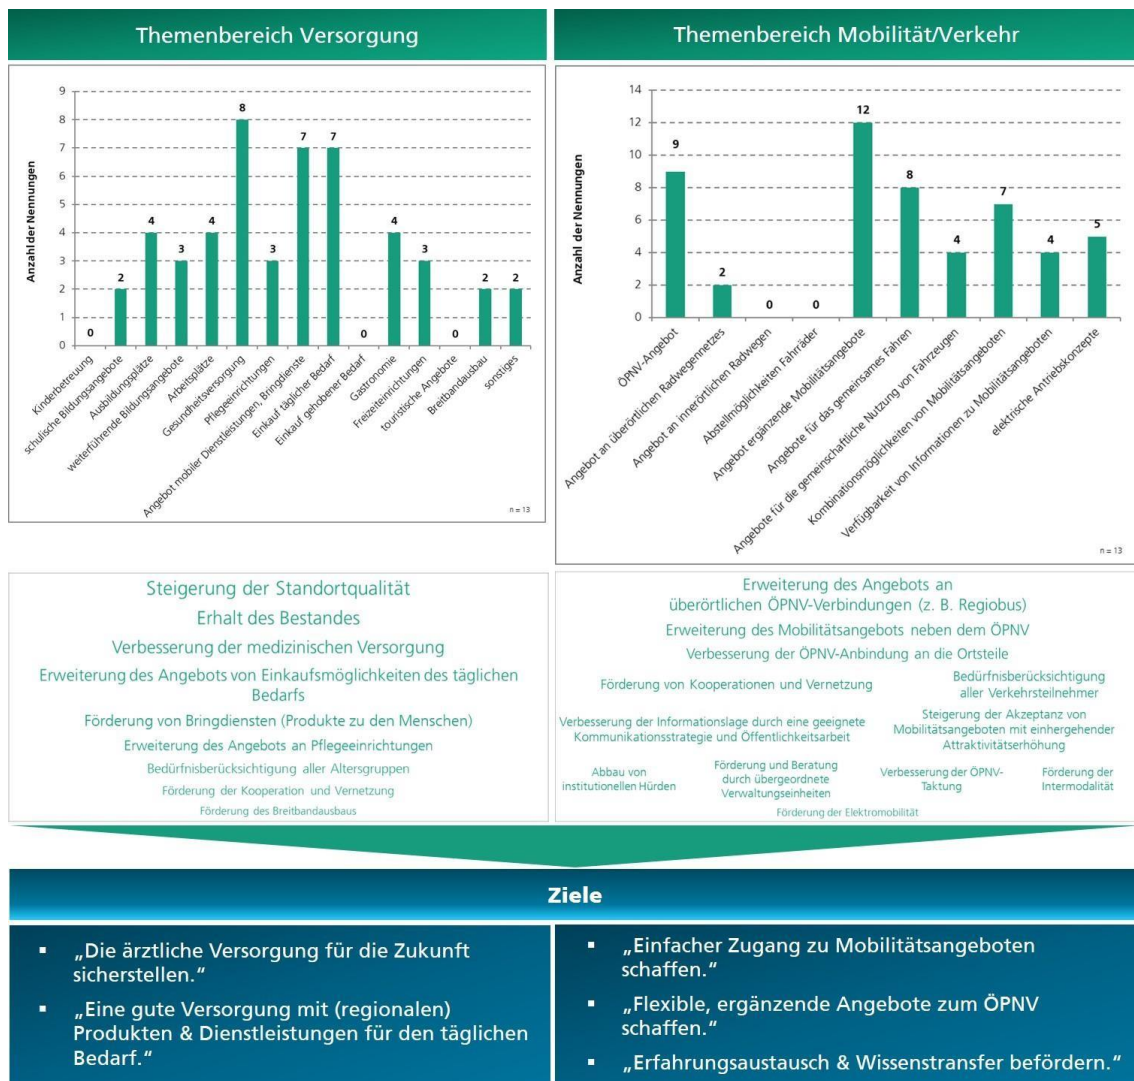 Themenbereich Versorgung
Anzahl der Nennungen
9
8
7
6
5
4
3
2
1
0
0
2
4
3
4
8
3
7
7
0
4
3
0
2
2
Kinderbetreuung
schulische Bildungsangebote
Ausbildungsplätze
weiterführende Bildungsangebote
Arbeitsplätze
Gesundheitsversorgung
Pflegeeinrichtungen
Angebot mobiler Dienstleistungen, Bringdienste
Einkauf täglicher Bedarf
Einkauf gehobener Bedarf
Gastronomie
Freizeiteinrichtungen
touristische Angebote
Breitbandausbau
sonstiges
n = 13
Themenbereich Mobilität/Verkehr
Anzahl der Nennungen
14
12
10
8
6
4
2
0
9
2
0
0
12
8
4
7
4
5
ÖPNV-Angebot
Angebot an überörtlichen Radwegennetzes
Angebot an innerörtlichen Radwegen
Abstellmöglichkeiten Fahrräder
Angebot ergänzende Mobilitätsangebote
Angebote für das gemeinsames Fahren
Angebote für die gemeinschaftliche Nutzung von Fahrzeugen
Kombinationsmöglichkeiten von Mobilitätsangeboten
Verfügbarkeit von Informationen zu Mobilitätsangeboten
elektrische Antriebskonzepte
n = 13
Steigerung der Standortqualität
Erhalt des Bestandes
Verbesserung der medizinischen Versorgung
Erweiterung des Angebots von Einkaufsmöglichkeiten des täglichen
Bedarfs
Förderung von Bringdiensten (Produkte zu den Menschen)
Erweiterung des Angebots an Pflegeeinrichtungen
Bedürfnisberücksichtigung aller Altersgruppen
Förderung der Kooperation und Vernetzung
Förderung des Breitbandausbaus
Erweiterung des Angebots an
überörtlichen ÖPNV-Verbindungen (z. B. Regiobus)
Erweiterung des Mobilitätsangebots neben dem ÖPNV
Verbesserung der ÖPNV-Anbindung an die Ortsteile
Förderung von Kooperationen und Vernetzung
Bedürfnisberücksichtigung
aller Verkehrsteilnehmer
Verbesserung der Informationslage durch eine geeignete
Kommunikationsstrategie und Öffentlichkeitsarbeit
Steigerung der Akzeptanz von
Mobilitätsangeboten mit einhergehender
Attraktivitätserhöhung
Abbau von
institutionellen Hürden
Förderung und Beratung
durch übergeordnete
Verwaltungseinheiten
Verbesserung der ÖPNV-
Taktung
Förderung der
Intermodalität
Förderung der Elektromobilität
Ziele
▪ „Die ärztliche Versorgung für die Zukunft
sicherstellen.“
▪ „Eine gute Versorgung mit (regionalen)
Produkten & Dienstleistungen für den täglichen
Bedarf.“
▪ „Einfacher Zugang zu Mobilitätsangeboten
schaffen.“
▪ „Flexible, ergänzende Angebote zum ÖPNV
schaffen.“
▪ „Erfahrungsaustausch & Wissenstransfer befördern.“